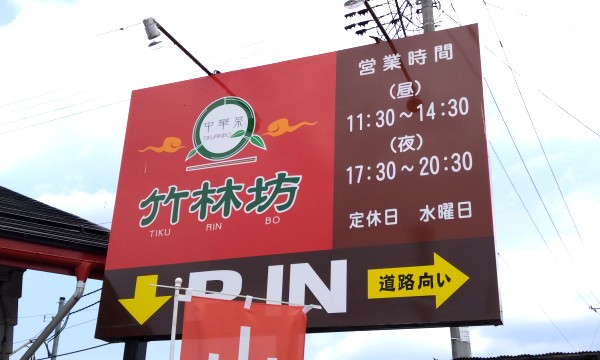 中華菜
TIKURINBO
竹林坊
TIKU RIN BO
営業時間
(昼)
11:30～14:30
(夜)
17:30～20:30
定休日 水曜日
P.IN
道路向い